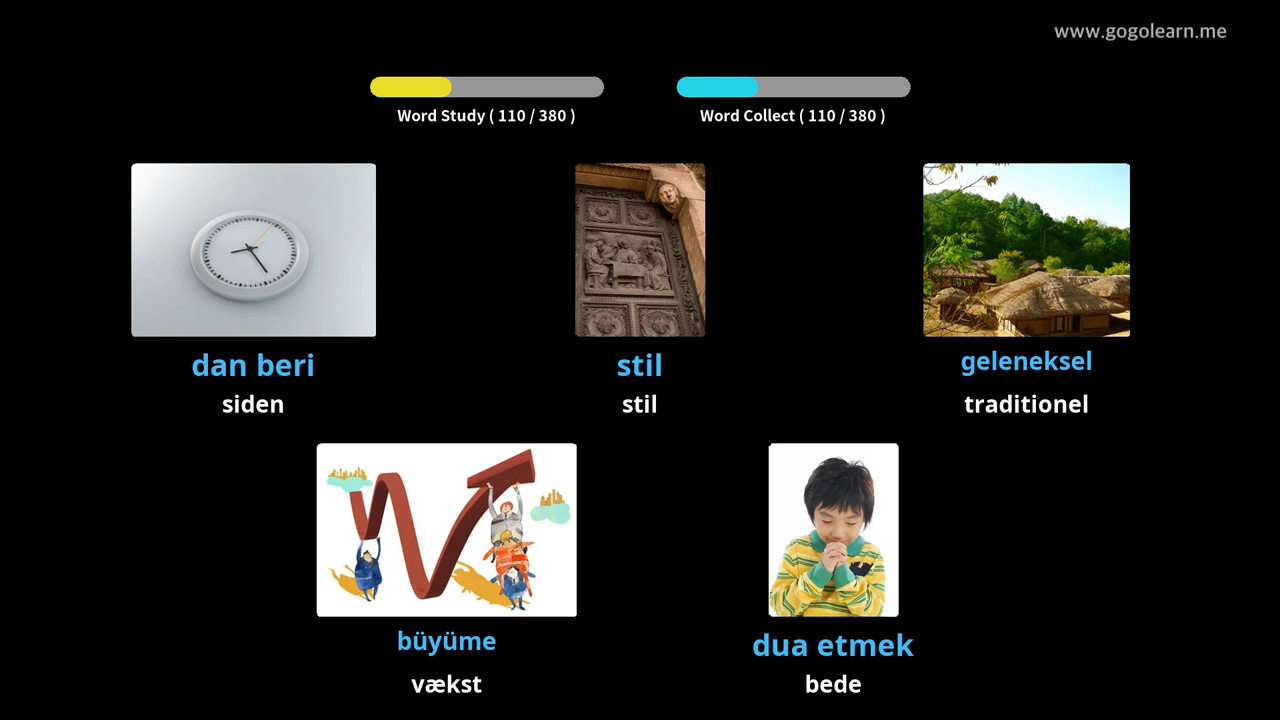 www.gogolearn.me
Word Study ( 110 / 380 )
Word Collect ( 110 / 380 )
dan beri
siden
stil
stil
geleneksel
traditionel
büyüme
vækst
dua etmek
bede